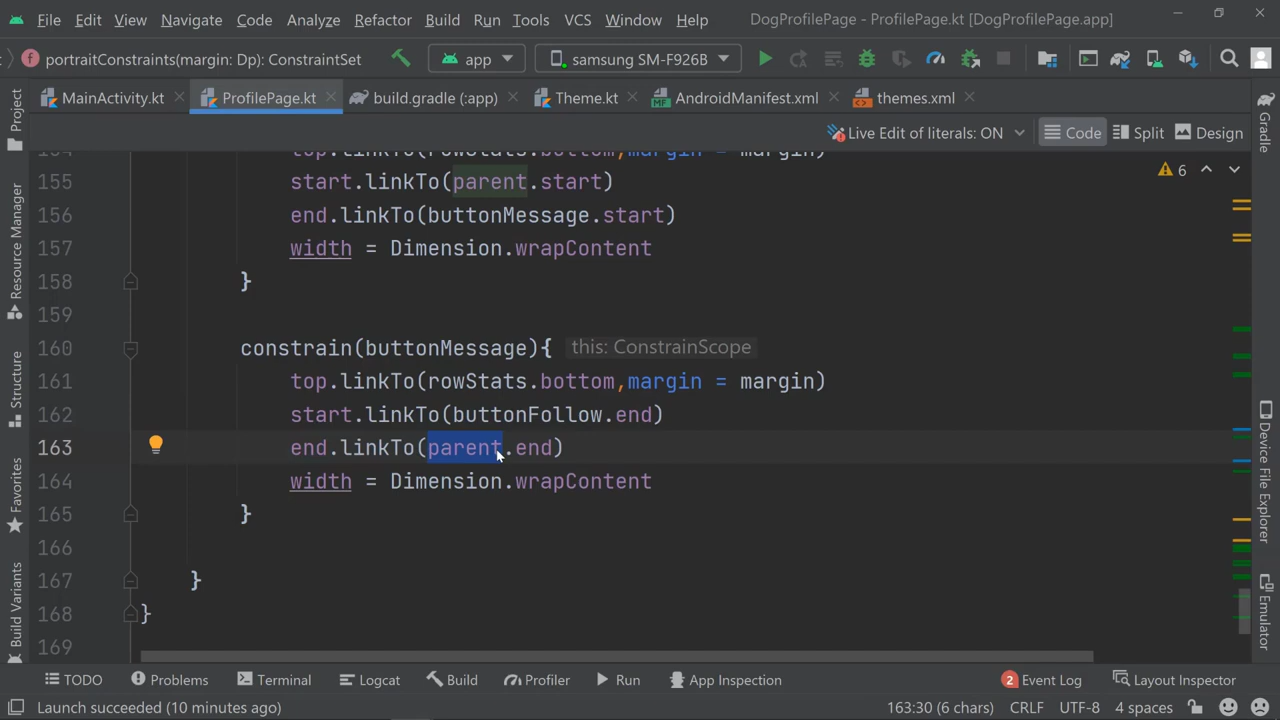 File Edit View Navigate Code Analyze Refactor Build Run Tools VCS Window Help DogProfilePage - ProfilePage.kt [DogProfilePage.app]
portraitConstraints(margin: Dp): ConstraintSet app samsung SM-F926B
MainActivity.kt ProfilePage.kt build.gradle (:app) Theme.kt AndroidManifest.xml themes.xml
Live Edit of literals: ON Code Split Design
154 top.linkTo(rowStats.bottom,margin = margin)
6
155 start.linkTo(parent.start)
156 end.linkTo(buttonMessage.start)
157 width = Dimension.wrapContent
158 }
159
160 constrain(buttonMessage){ this: ConstrainScope
161 top.linkTo(rowStats.bottom,margin = margin)
162 start.linkTo(buttonFollow.end)
163 end.linkTo(parent.end)
164 width = Dimension.wrapContent
165 }
166
167 }
168 }
169
Project
Resource Manager
Structure
Favorites
Build Variants
Gradle
Device File Explorer
Emulator
TODO Problems Terminal Logcat Build Profiler Run App Inspection 2 Event Log Layout Inspector
Launch succeeded (10 minutes ago) 163:30 (6 chars) CRLF UTF-8 4 spaces